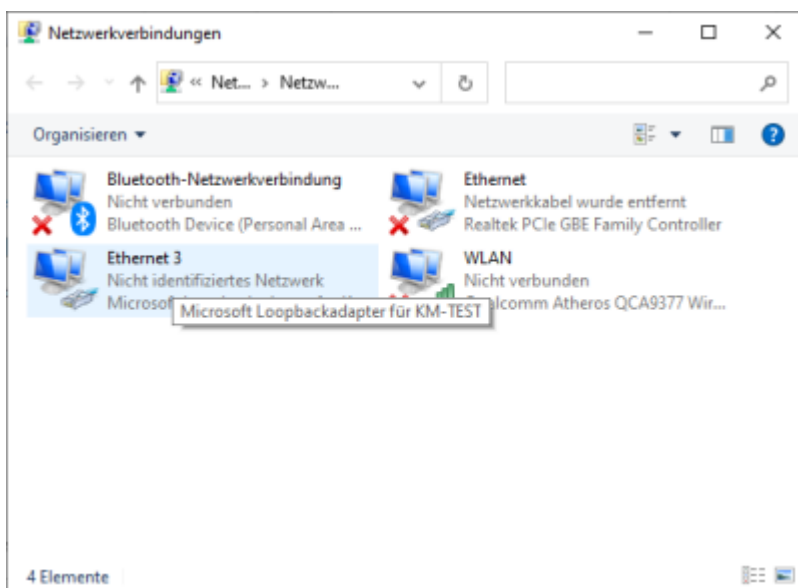 Netzwerkverbindungen
« Net... › Netzw...
Organisieren
Bluetooth-Netzwerkverbindung
Nicht verbunden
Bluetooth Device (Personal Area ...
Ethernet
Netzwerkkabel wurde entfernt
Realtek PCIe GBE Family Controller
Ethernet 3
Nicht identifiziertes Netzwerk
Microsoft Loopbackadapter für KM-TEST
WLAN
Nicht verbunden
Atheros QCA9377 Wir...
4 Elemente